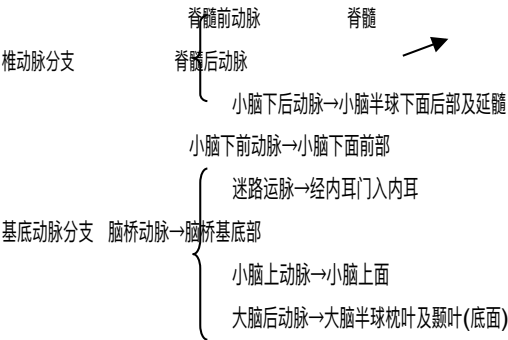 脊髓前动脉 脊髓
椎动脉分支 脊髓后动脉
小脑下后动脉→小脑半球下面后部及延髓
小脑下前动脉→小脑下面前部
迷路运脉→经内耳门入内耳
基底动脉分支 脑桥动脉→脑桥基底部
小脑上动脉→小脑上面
大脑后动脉→大脑半球枕叶及颞叶(底面)